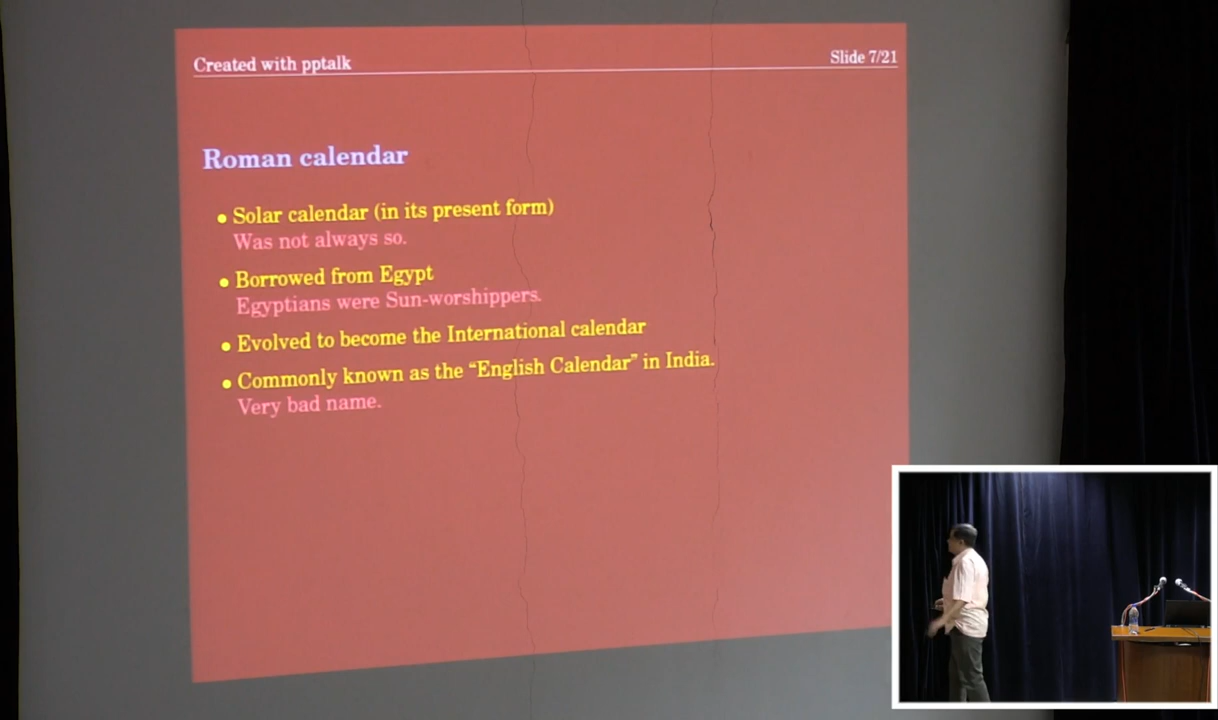 Created with pptalk
Slide 7/21
Roman calendar
• Solar calendar (in its present form)
Was not always so.
• Borrowed from Egypt
Egyptians were Sun-worshippers.
• Evolved to become the International calendar
• Commonly known as the “English Calendar” in India.
Very bad name.